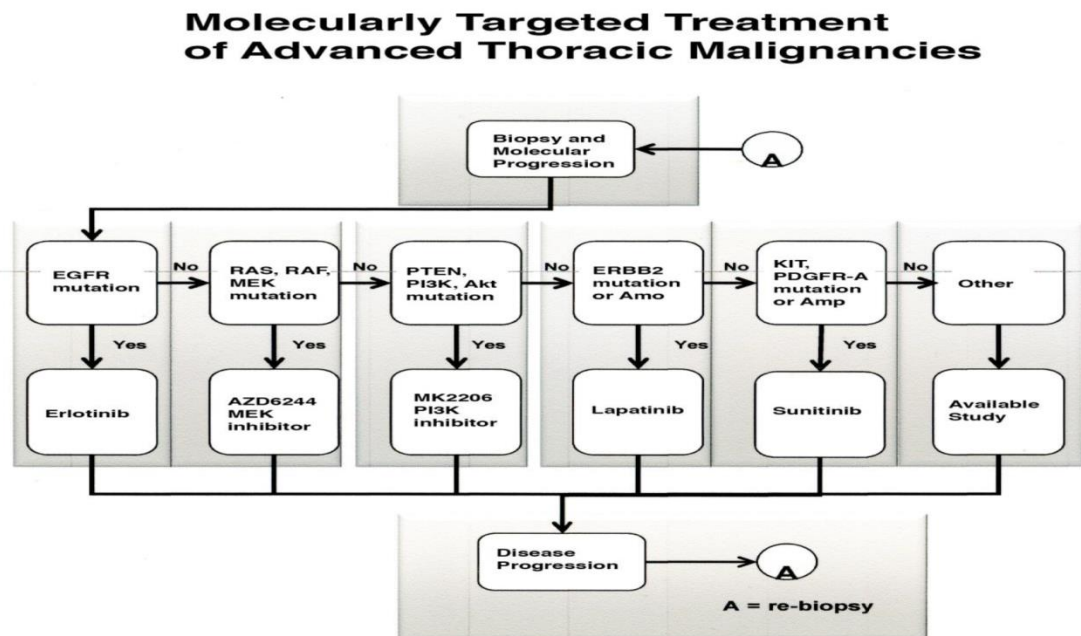 Molecularly Targeted Treatment
of Advanced Thoracic Malignancies
Biopsy and
Molecular
Progression
A
EGFR
mutation
No
RAS, RAF,
MEK
mutation
No
PTEN,
PI3K, Akt
mutation
No
ERBB2
mutation
or Amo
No
KIT,
PDGFR-A
mutation
or Amp
No
Other
Yes
Yes
Yes
Yes
Yes
Erlotinib
AZD6244
MEK
inhibitor
MK2206
PI3K
inhibitor
Lapatinib
Sunitinib
Available
Study
Disease
Progression
A
A = re-biopsy